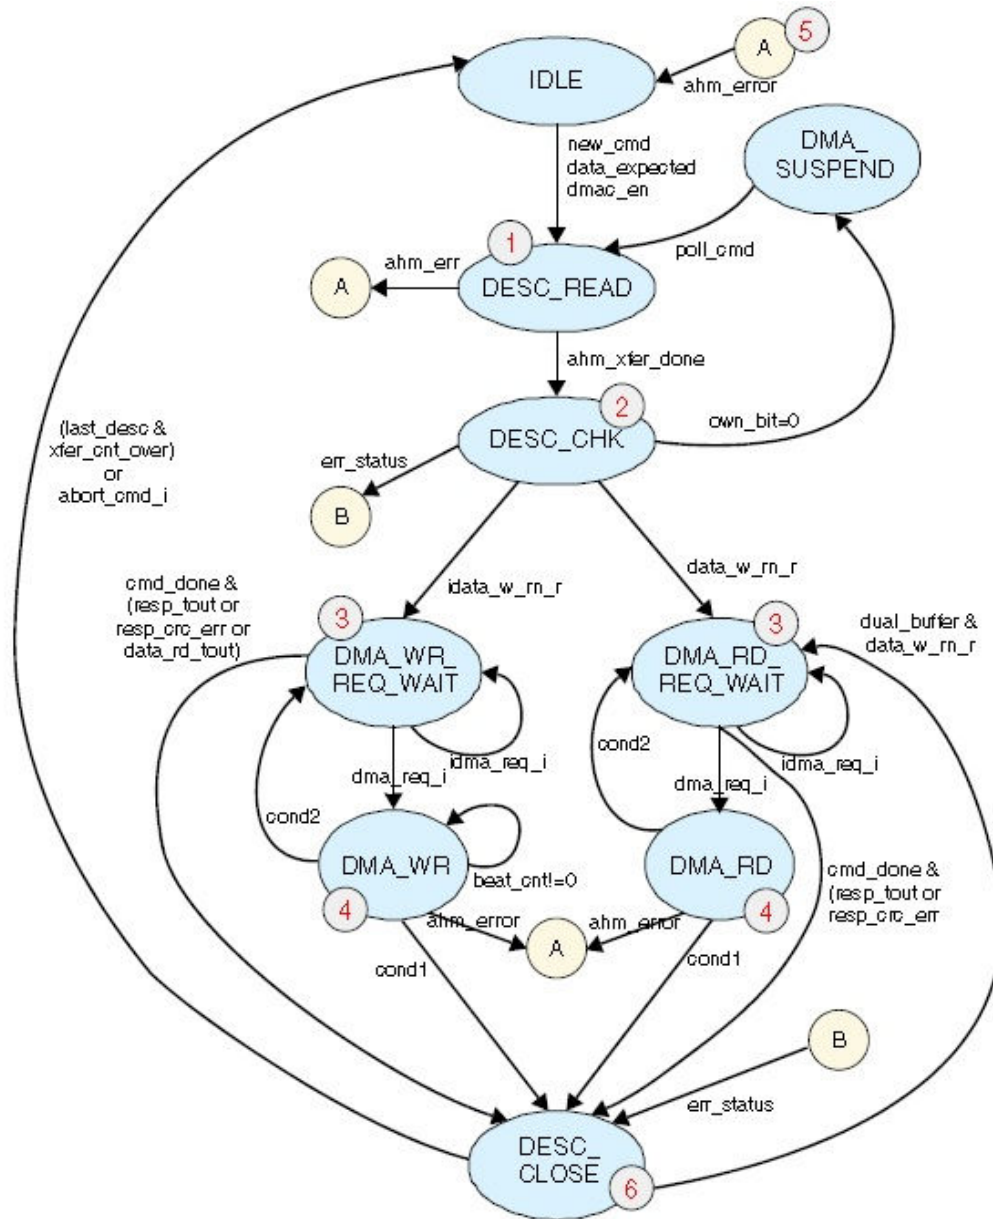 A
5
IDLE
ahm_error
new_cmd
data_expected
dmac_en
DMA_
SUSPEND
1
poll_cmd
ahm_err
A
DESC_READ
ahm_xfer_done
2
(last_desc &
xfer_cnt_over)
or
abort_cmd_i
DESC_CHK
own_bit=0
err_status
B
cmd_done &
(resp_tout or
resp_crc_err or
data_rd_tout)
idata_w_rn_r
data_w_rn_r
3
DMA_WR_
REQ_WAIT
3
DMA_RD_
REQ_WAIT
dual_buffer &
data_w_rn_r
cond2
dma_req_i
idma_req_i
cond2
dma_req_i
idma_req_i
DMA_WR
beat_cnt!=0
DMA_RD
cmd_done &
(resp_tout or
resp_crc_err
4
ahm_error
A
ahm_error
4
cond1
cond1
B
err_status
DESC_
CLOSE
6